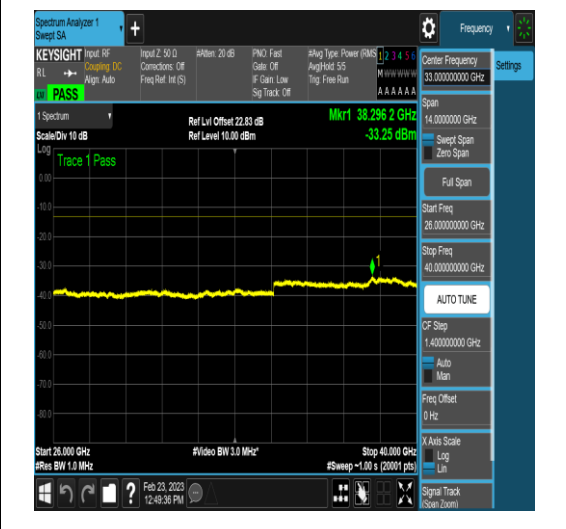 Spectrum Analyzer 1
Swept SA
Frequency
KEYSIGHT
RL
Input: RF
Coupling: DC
Align: Auto
Input Z: 50 Ω
Corrections: Off
Freq Ref: Int (S)
#Atten: 20 dB
PNO: Fast
Gate: Off
IF Gain: Low
Sig Track: Off
#Avg Type: Power (RMS)
Avg|Hold: 5/5
Trig: Free Run
1 2 3 4 5 6
M w w w w w
A A A A A A
PASS
1 Spectrum
Scale/Div 10 dB
Ref Lvl Offset 22.83 dB
Ref Level 10.00 dBm
Mkr1 38.296 2 GHz
-33.25 dBm
Log
Trace 1 Pass
0.00
-10.0
-20.0
-30.0
-40.0
-50.0
-60.0
-70.0
-80.0
1
Start 26.000 GHz
#Res BW 1.0 MHz
#Video BW 3.0 MHz*
Stop 40.000 GHz
#Sweep ~1.00 s (20001 pts)
Feb 23, 2023
12:49:36 PM
?
Center Frequency
33.000000000 GHz
Settings
Span
14.0000000 GHz
Swept Span
Zero Span
Full Span
Start Freq
26.000000000 GHz
Stop Freq
40.000000000 GHz
AUTO TUNE
CF Step
1.400000000 GHz
Auto
Man
Freq Offset
0 Hz
X Axis Scale
Log
Lin
Signal Track
(Span Zoom)